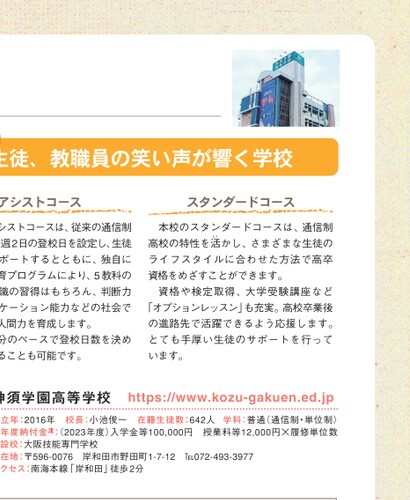 生徒、教職員の笑い声が響く学校
アシストコース
シストコースは、従来の通信制
週2日の登校日を設定し、生徒
ポートするとともに、独自に
育プログラムにより、5教科の
識の習得はもちろん、判断力
ケーション能力などの社会で
人間力を育成します。
分のペースで登校日数を決め
ることも可能です。
スタンダードコース
本校のスタンダードコースは、通信制
高校の特性を活かし、さまざまな生徒の
ライフスタイルに合わせた方法で高卒
資格をめざすことができます。
資格や検定取得、大学受験講座など
「オプションレッスン」も充実。高校卒業後
の進路先で活躍できるよう応援します。
とても手厚い生徒のサポートを行って
います。
神須学園高等学校 https://www.kozu-gakuen.ed.jp
立年:2016年 校長:小池俊一 在籍生徒数:642人 学科:普通(通信制・単位制)
年度納付金:(2023年度)入学金等100,000円 授業料等12,000円×履修単位数
設校:大阪技能専門学校
在地:〒596-0076 岸和田市野田町1-7-12 TEL072-493-3977
クセス:南海本線「岸和田」徒歩2分